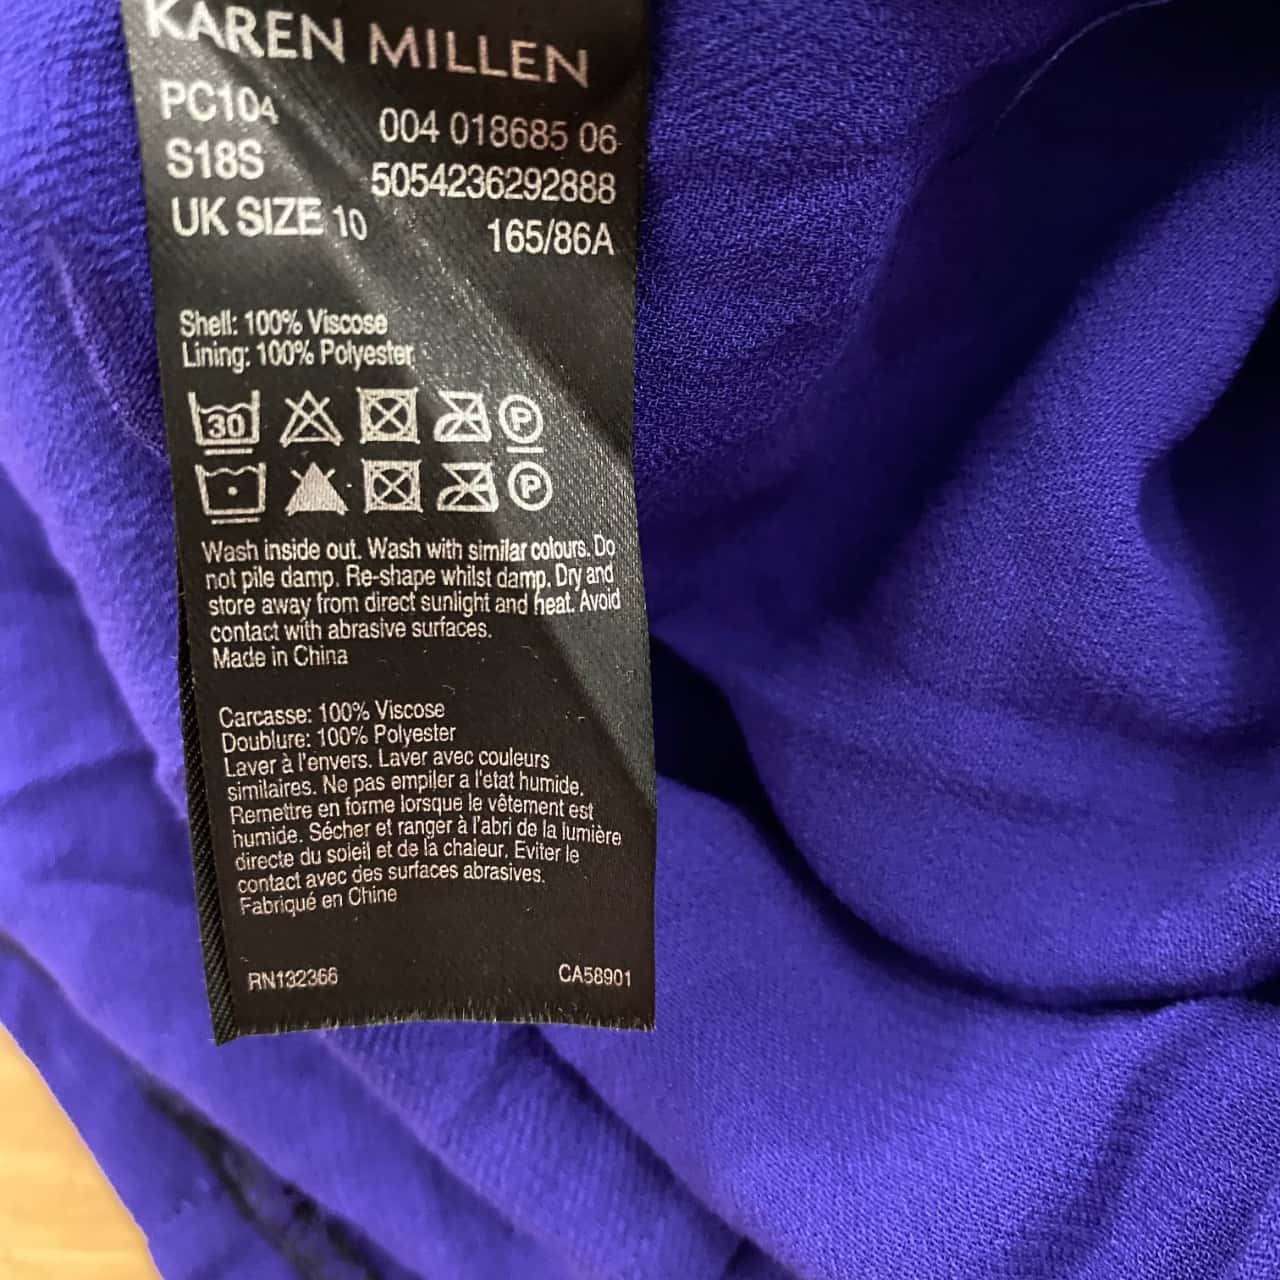 KAREN MILLEN
PC104 004 018685 06
S18S 5054236292888
UK SIZE 10 165/86A
Shell: 100% Viscose
Lining: 100% Polyester
30 P
P
Wash inside out. Wash with similar colours. Do
not pile damp. Re-shape whilst damp. Dry and
store away from direct sunlight and heat. Avoid
contact with abrasive surfaces.
Made in China
Carcasse: 100% Viscose
Doublure: 100% Polyester
Laver à l'envers. Laver avec couleurs
similaires. Ne pas empiler a l'etat humide.
Remettre en forme lorsque le vêtement est
humide. Sécher et ranger à l'abri de la lumière
directe du soleil et de la chaleur. Eviter le
contact avec des surfaces abrasives.
Fabriqué en Chine
RN132366 CA58901